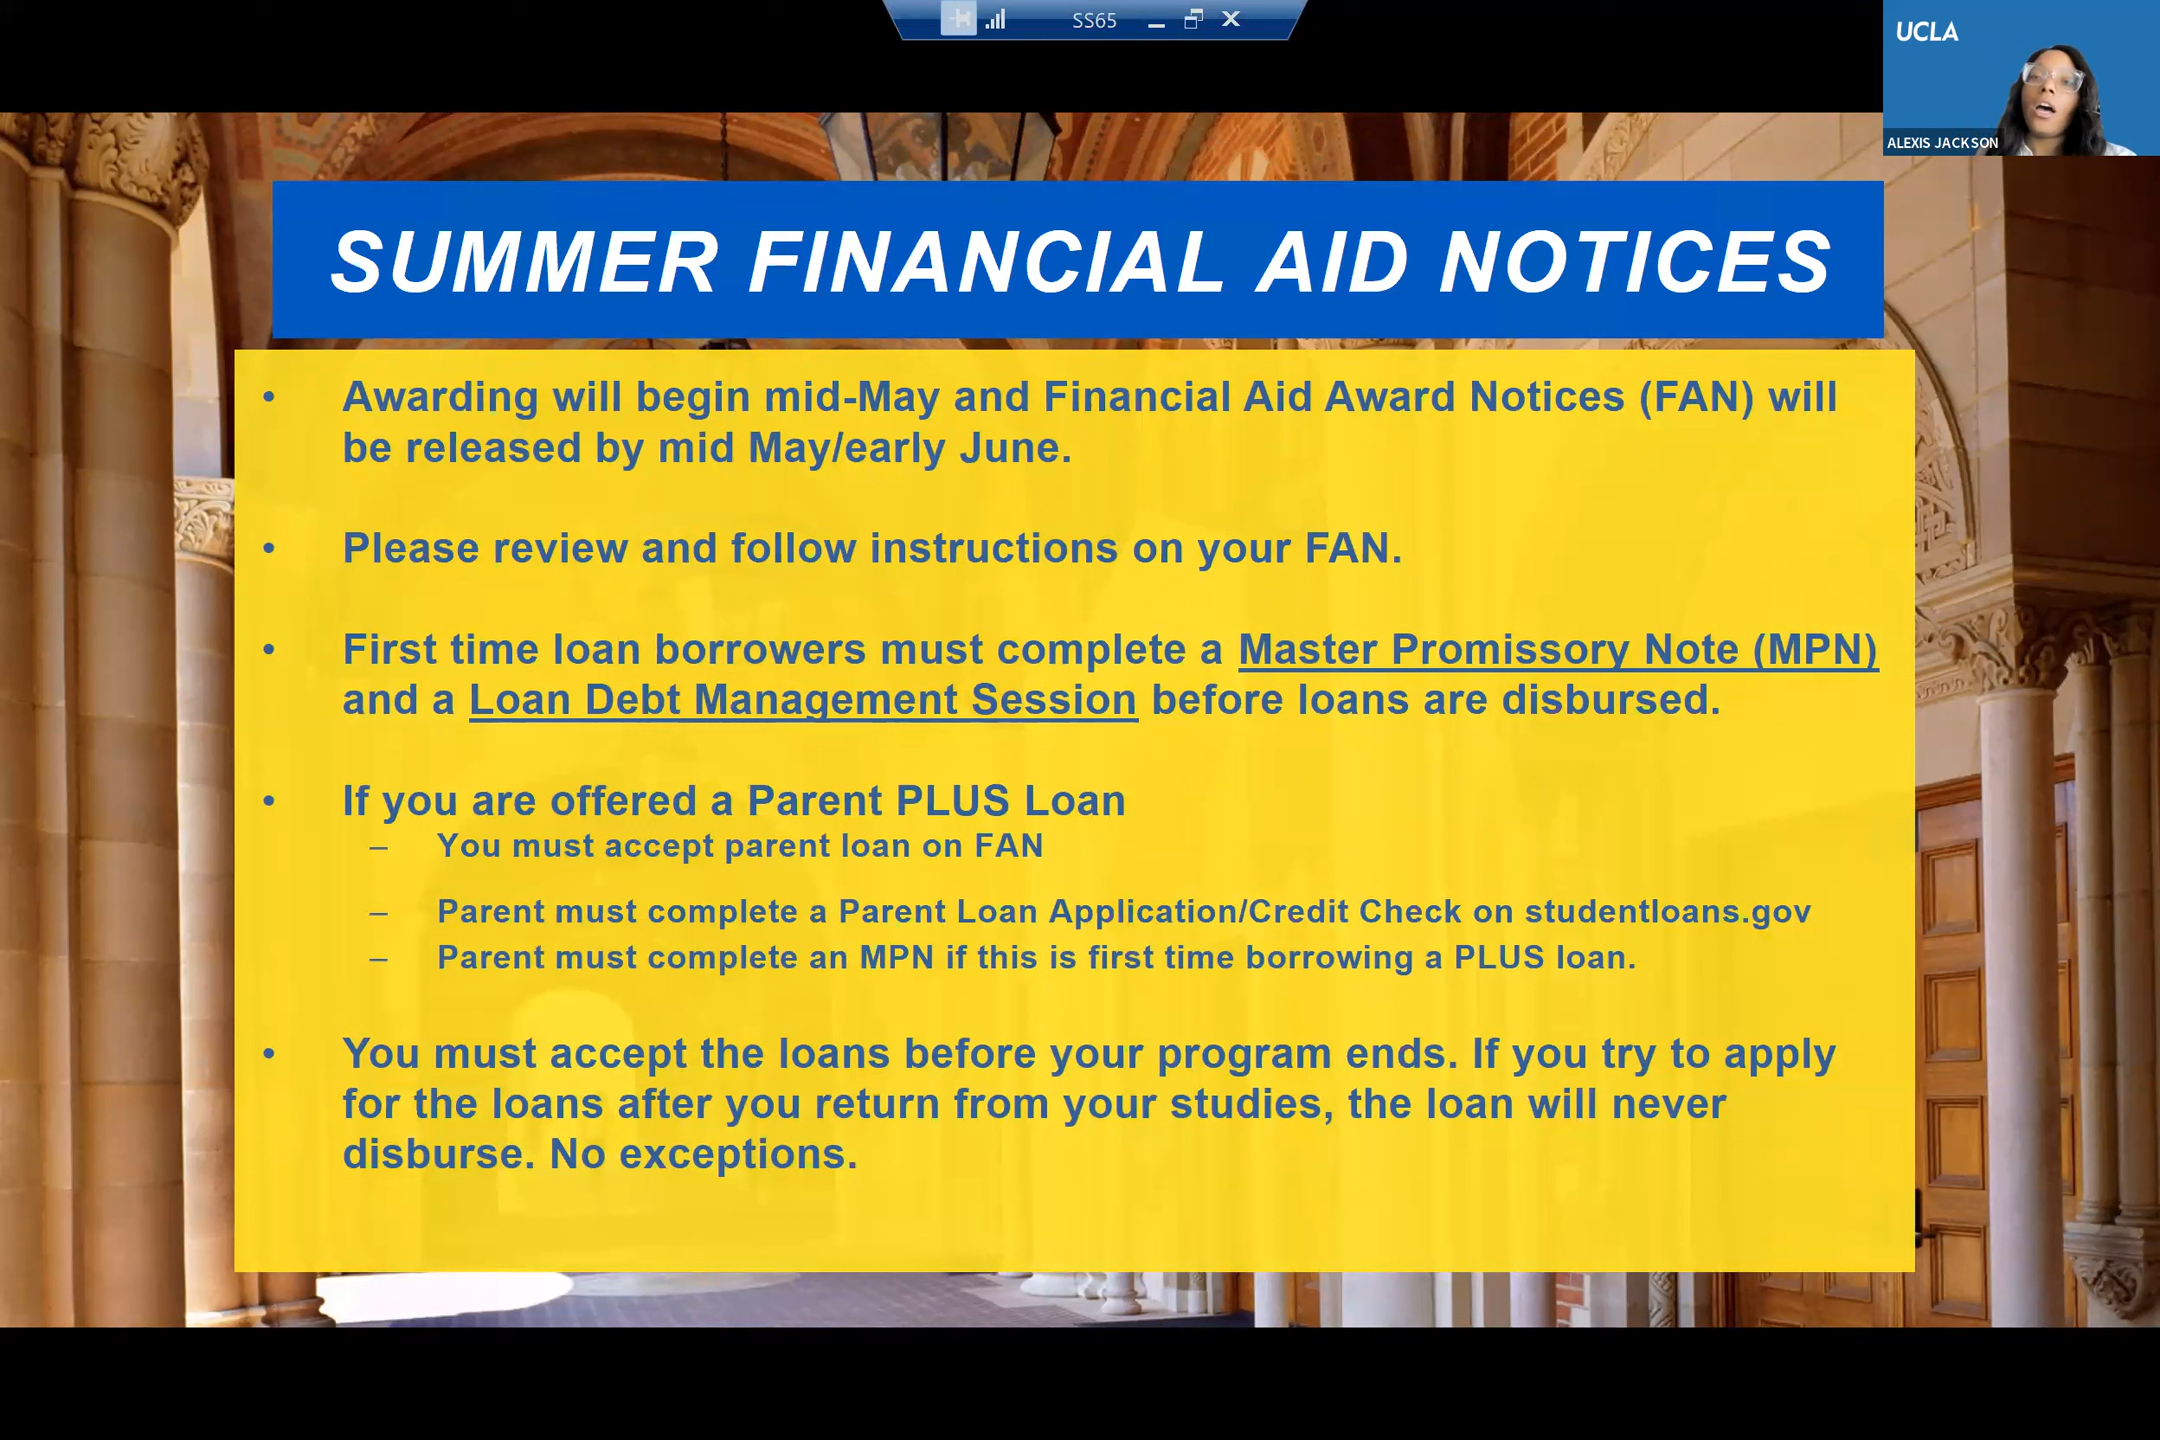 SS65
UCLA
ALEXIS JACKSON
SUMMER FINANCIAL AID NOTICES
• Awarding will begin mid-May and Financial Aid Award Notices (FAN) will
be released by mid May/early June.
• Please review and follow instructions on your FAN.
• First time loan borrowers must complete a Master Promissory Note (MPN)
and a Loan Debt Management Session before loans are disbursed.
• If you are offered a Parent PLUS Loan
– You must accept parent loan on FAN
– Parent must complete a Parent Loan Application/Credit Check on studentloans.gov
– Parent must complete an MPN if this is first time borrowing a PLUS loan.
• You must accept the loans before your program ends. If you try to apply
for the loans after you return from your studies, the loan will never
disburse. No exceptions.